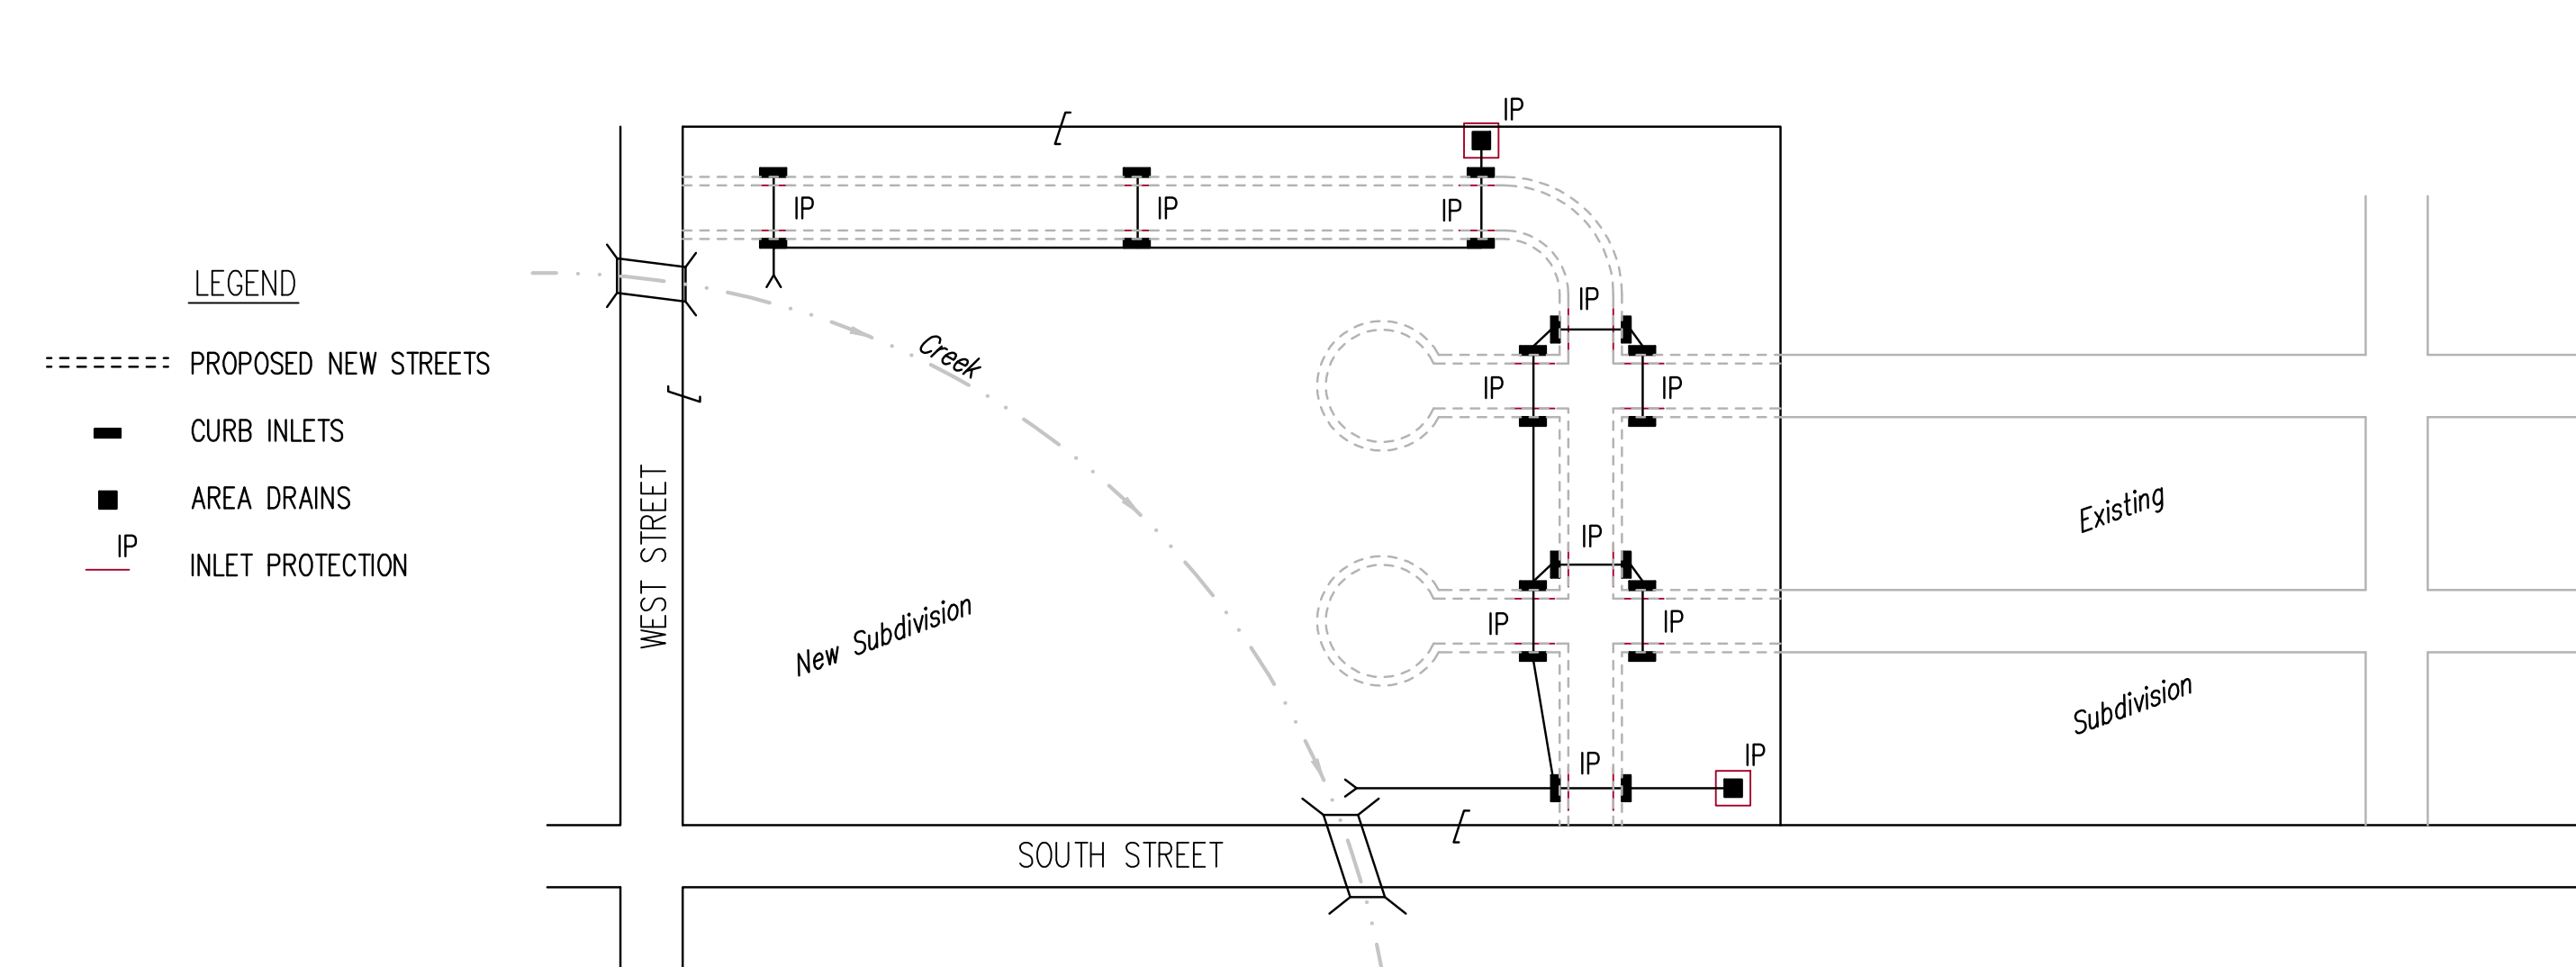 IP
IP
IP
IP
LEGEND
IP
PROPOSED NEW STREETS
Creek
IP
IP
CURB INLETS
AREA DRAINS
Existing
IP
IP
INLET PROTECTION
WEST STREET
New Subdivision
IP
IP
Subdivision
IP
IP
SOUTH STREET